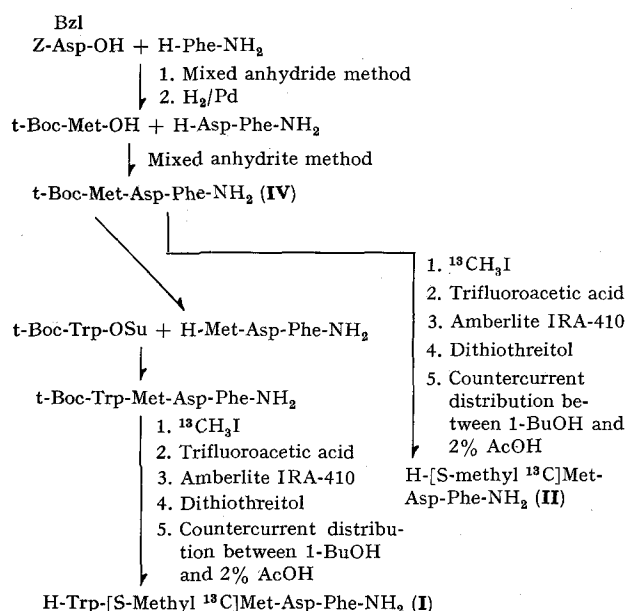 Bzl
Z-Asp-OH + H-Phe-NH₂
1. Mixed anhydride method
2. H₂/Pd
t-Boc-Met-OH + H-Asp-Phe-NH₂
Mixed anhydrite method
t-Boc-Met-Asp-Phe-NH₂ (IV)
t-Boc-Trp-OSu + H-Met-Asp-Phe-NH₂
t-Boc-Trp-Met-Asp-Phe-NH₂
1. ¹³CH₃I
2. Trifluoroacetic acid
3. Amberlite IRA-410
4. Dithiothreitol
5. Countercurrent distribu-
tion between 1-BuOH
and 2% AcOH
H-Trp-[S-Methyl ¹³C]Met-Asp-Phe-NH₂ (I)
1. ¹³CH₃I
2. Trifluoroacetic acid
3. Amberlite IRA-410
4. Dithiothreitol
5. Countercurrent
distribution be-
tween 1-BuOH and
2% AcOH
H-[S-methyl ¹³C]Met-
Asp-Phe-NH₂ (II)